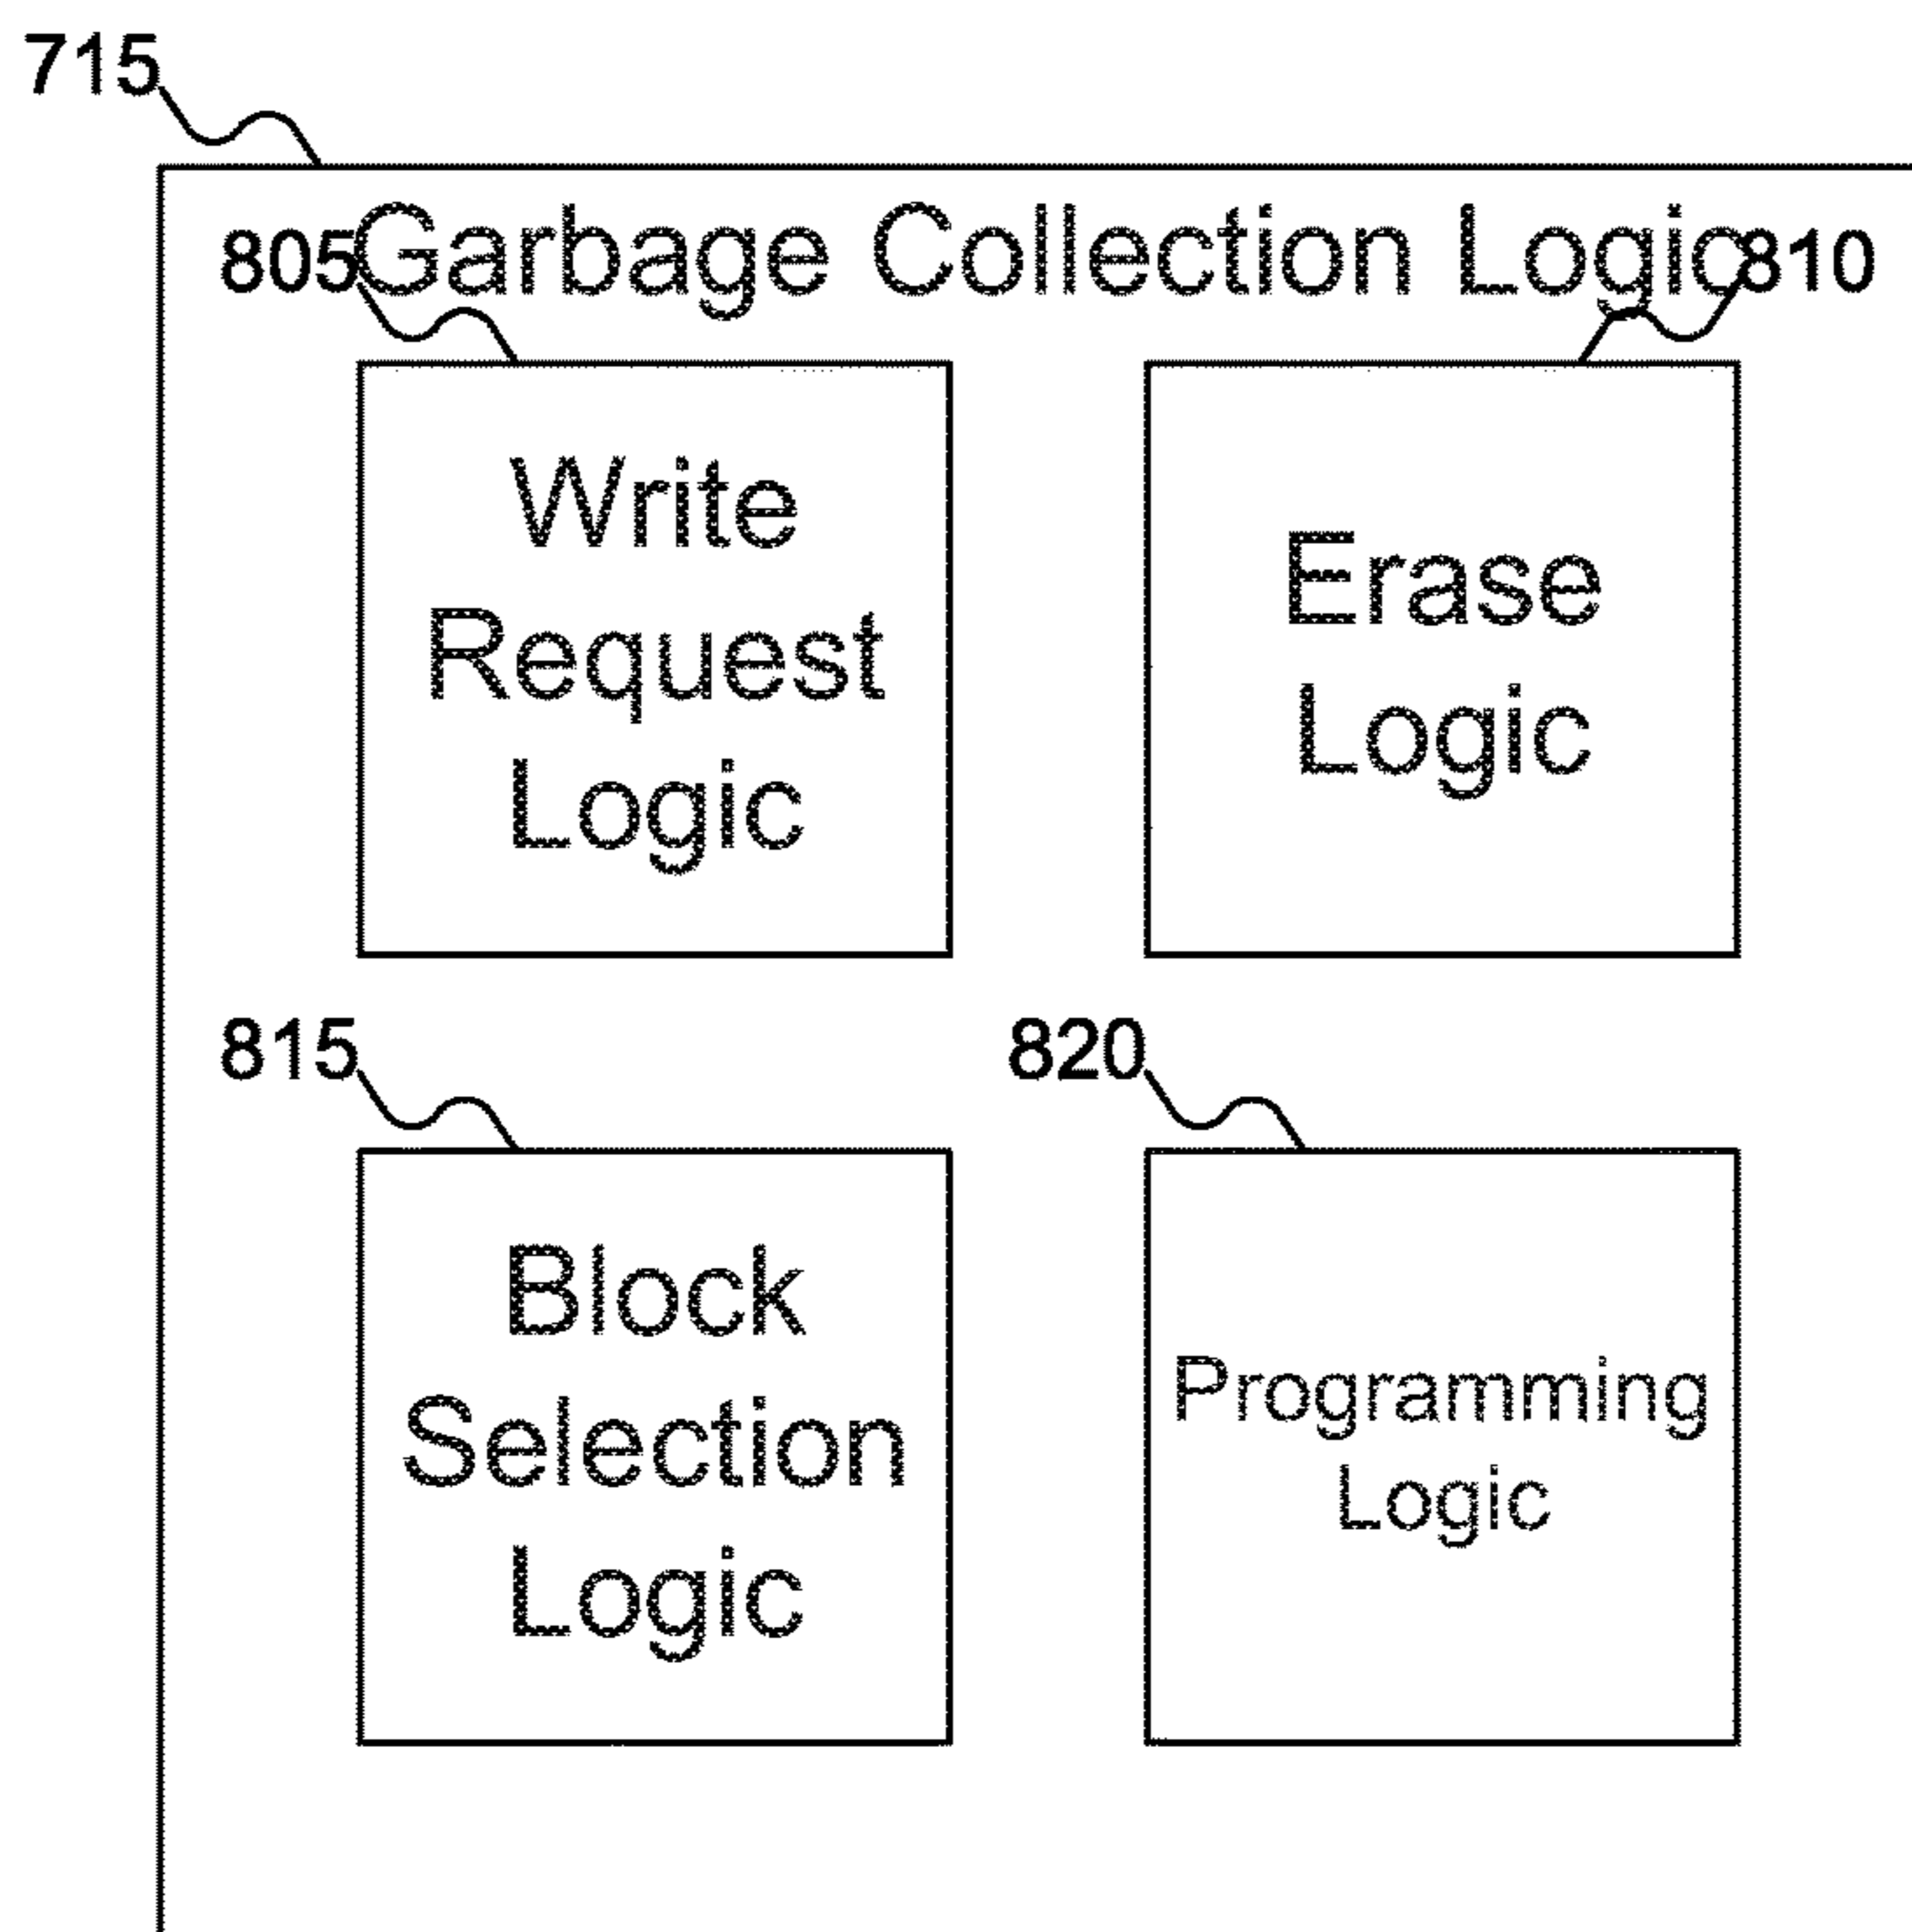 715
805 Garbage Collection Logic 810
Write
Request
Logic
Erase
Logic
815
820
Block
Selection
Logic
Programming
Logic